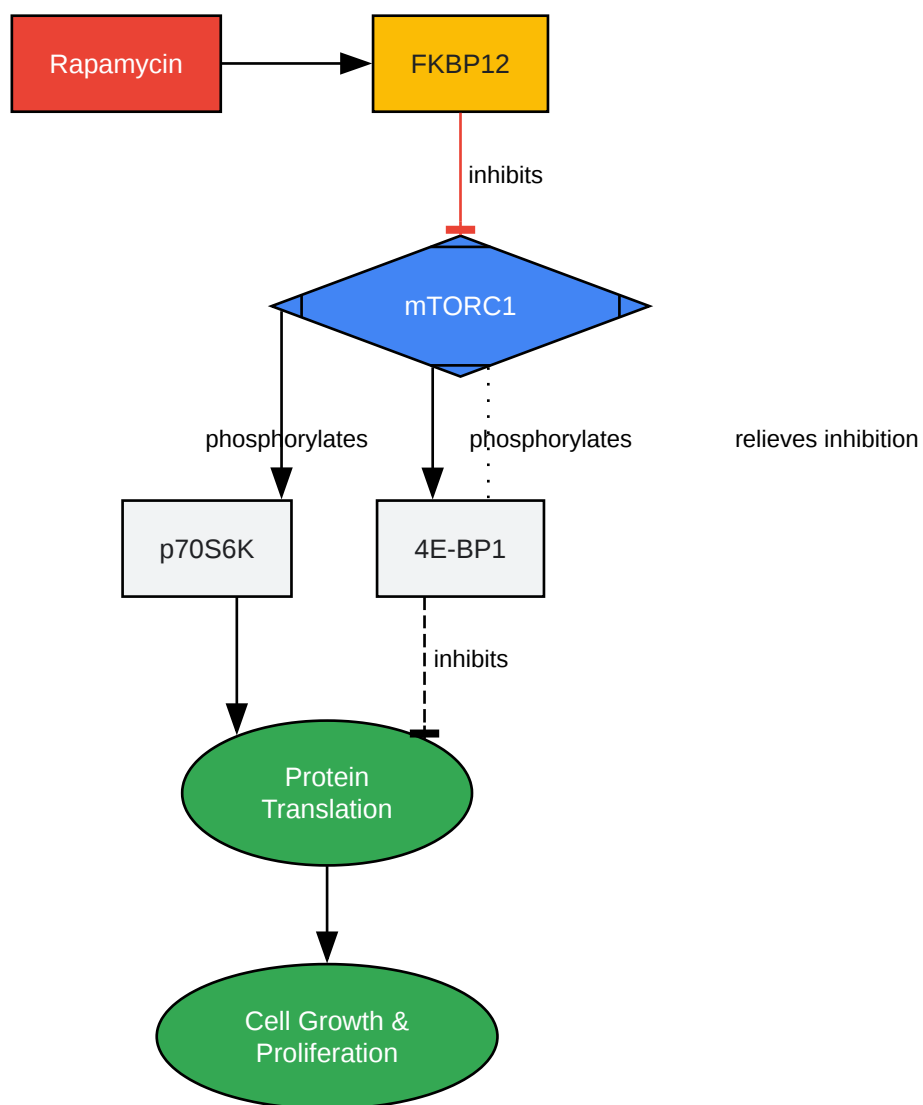 Rapamycin
FKBP12
inhibits
mTORC1
phosphorylates
phosphorylates
relieves inhibition
p70S6K
4E-BP1
inhibits
Protein
Translation
Cell Growth &
Proliferation